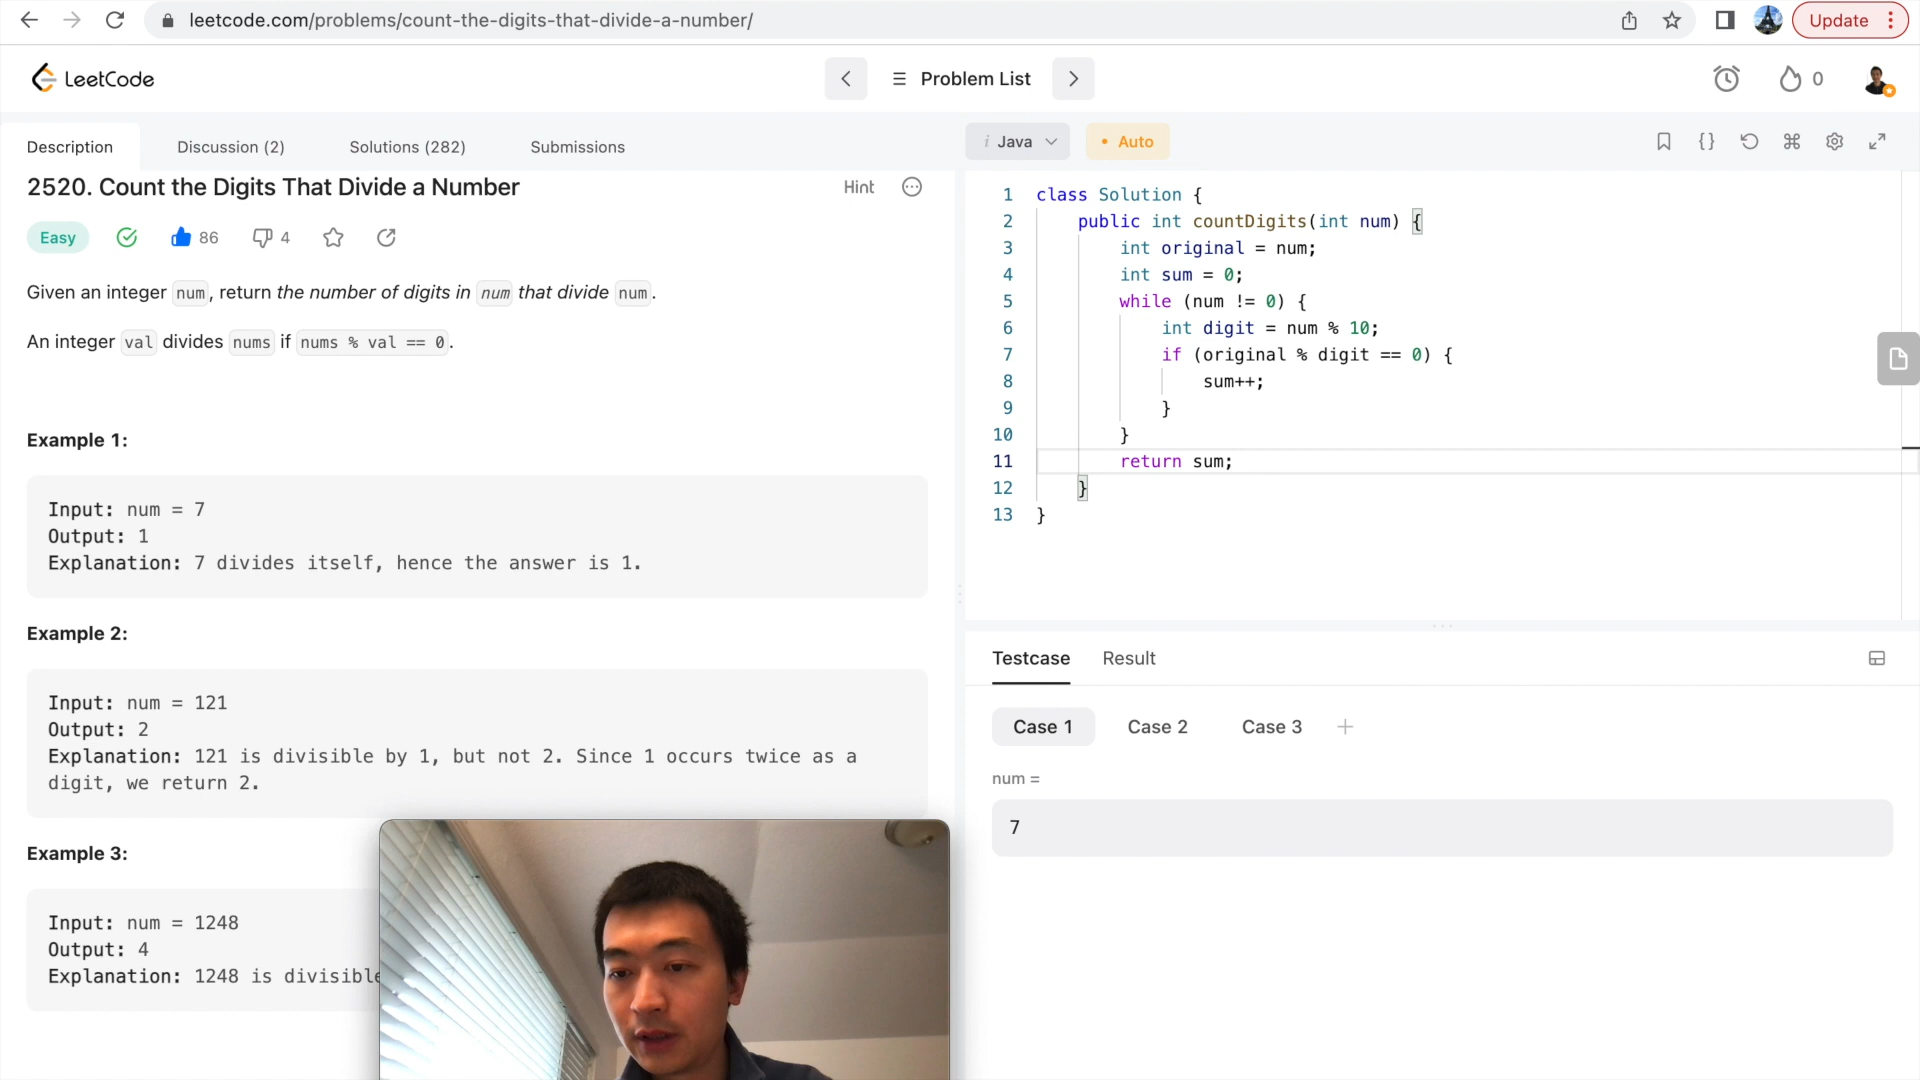 leetcode.com/problems/count-the-digits-that-divide-a-number/
Update
LeetCode
Problem List
0
Description
Discussion (2)
Solutions (282)
Submissions
2520. Count the Digits That Divide a Number
Hint
Easy
86
4
Given an integer num, return the number of digits in num that divide num.
An integer val divides nums if nums % val == 0.
Example 1:
Input: num = 7
Output: 1
Explanation: 7 divides itself, hence the answer is 1.
Example 2:
Input: num = 121
Output: 2
Explanation: 121 is divisible by 1, but not 2. Since 1 occurs twice as a
digit, we return 2.
Example 3:
Input: num = 1248
Output: 4
Explanation: 1248 is divisible
i Java
• Auto
{}
1 class Solution {
2 public int countDigits(int num) {
3 int original = num;
4 int sum = 0;
5 while (num != 0) {
6 int digit = num % 10;
7 if (original % digit == 0) {
8 sum++;
9 }
10 }
11 return sum;
12 }
13 }
Testcase
Result
Case 1
Case 2
Case 3
+
num =
7